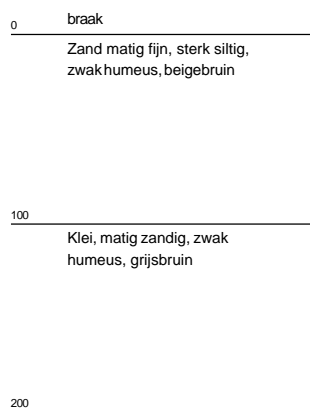 0 braak
Zand matig fijn, sterk siltig,
zwak humeus, beigebruin
100
Klei, matig zandig, zwak
humeus, grijsbruin
200